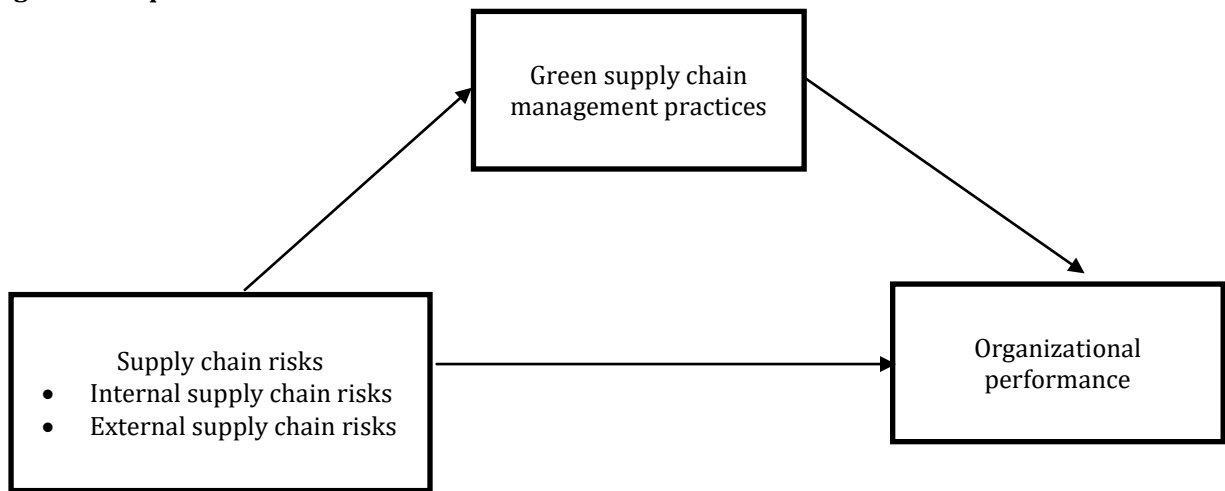 Green supply chain
management practices
Supply chain risks
• Internal supply chain risks
• External supply chain risks
Organizational
performance